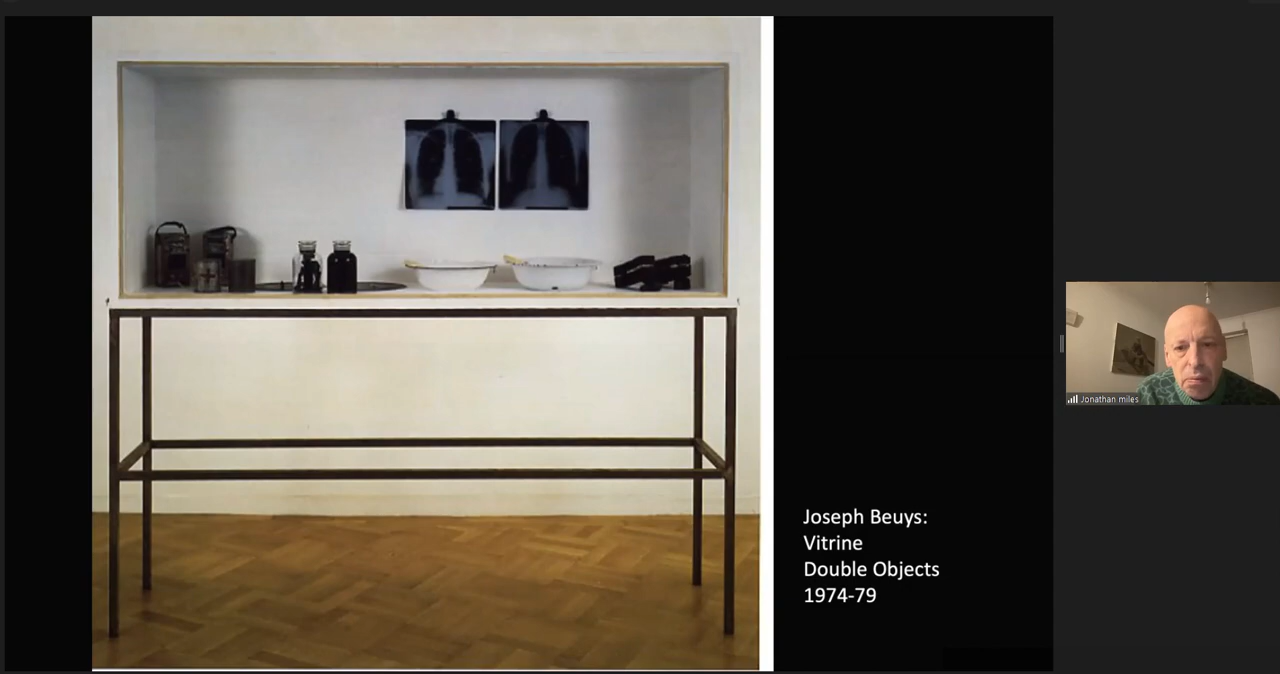 Joseph Beuys:
Vitrine
Double Objects
1974-79
Jonathan miles